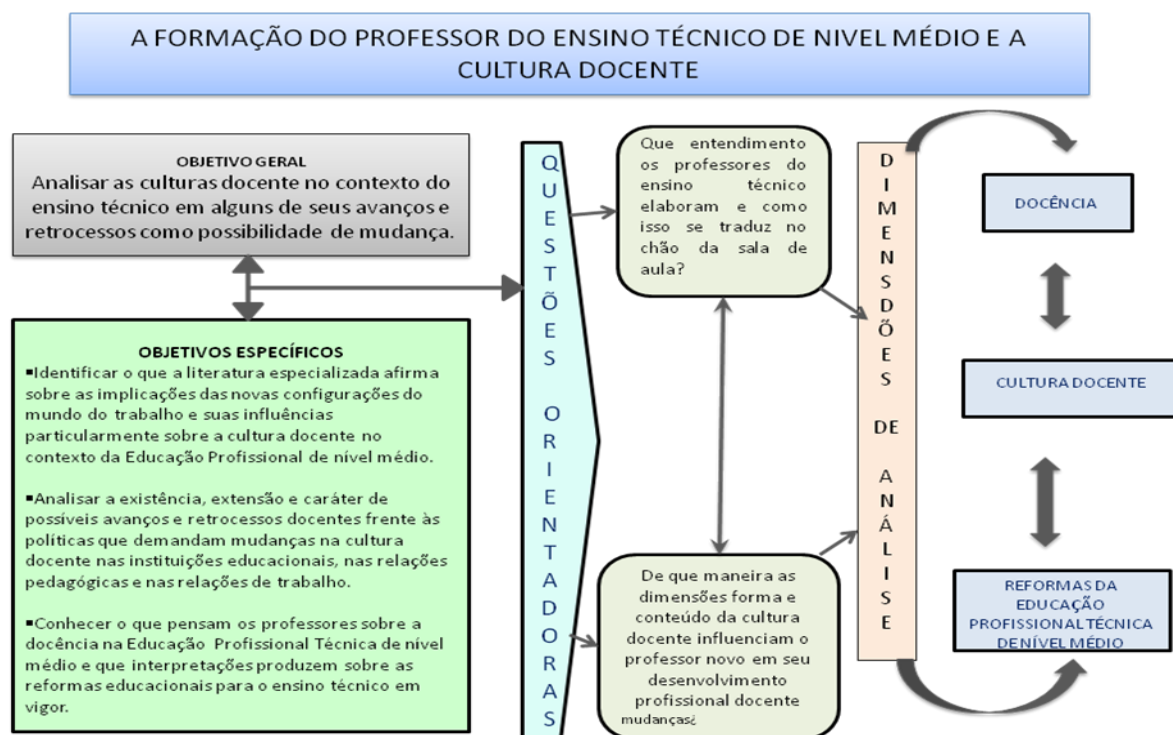 A FORMAÇÃO DO PROFESSOR DO ENSINO TÉCNICO DE NIVEL MÉDIO E A
CULTURA DOCENTE
OBJETIVO GERAL
Analisar as culturas docente no contexto do
ensino técnico em alguns de seus avanços e
retrocessos como possibilidade de mudança.
OBJETIVOS ESPECÍFICOS
▪Identificar o que a literatura especializada afirma
sobre as implicações das novas configurações do
mundo do trabalho e suas influências
particularmente sobre a cultura docente no
contexto da Educação Profissional de nível médio.
▪Analisar a existência, extensão e caráter de
possíveis avanços e retrocessos docentes frente às
políticas que demandam mudanças na cultura
docente nas instituições educacionais, nas relações
pedagógicas e nas relações de trabalho.
▪Conhecer o que pensam os professores sobre a
docência na Educação Profissional Técnica de nível
médio e que interpretações produzem sobre as
reformas educacionais para o ensino técnico em
vigor.
QUESTÕES ORIENTADORAS
Que entendimento
os professores do
ensino técnico
elaboram e como
isso se traduz no
chão da sala de
aula?
De que maneira as
dimensões forma e
conteúdo da cultura
docente influenciam o
professor novo em seu
desenvolvimento
profissional docente
mudanças¿
DIMENSDÕES DE ANÁLISE
DOCÊNCIA
CULTURA DOCENTE
REFORMAS DA
EDUCAÇÃO
PROFISSIONAL TÉCNICA
DE NÍVEL MÉDIO